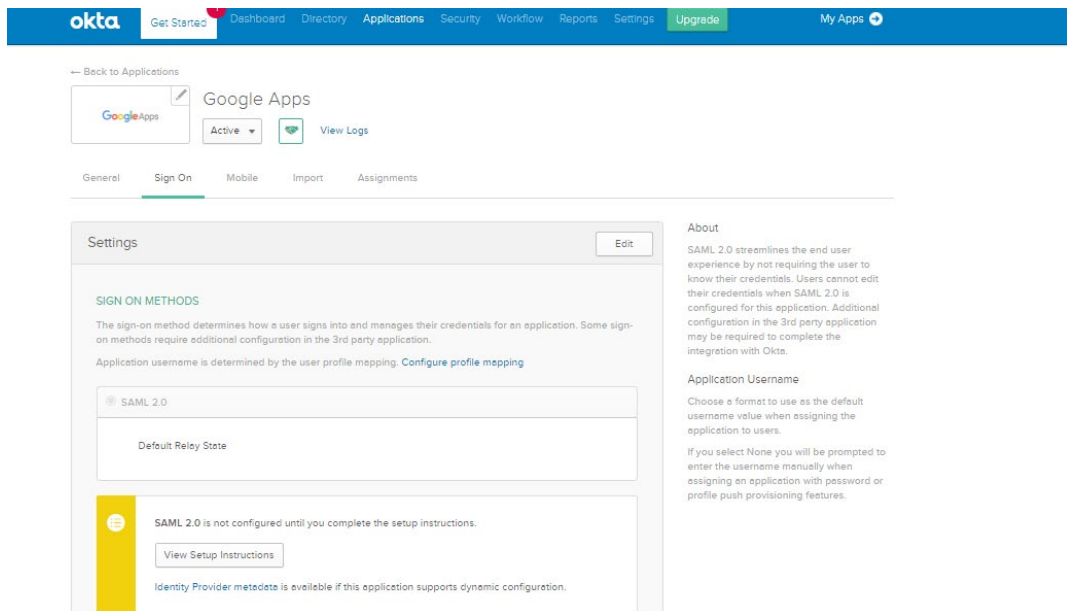 okta Get Started Dashboard Directory Applications Security Workflow Reports Settings Upgrade My Apps
← Back to Applications
Google Apps
Google Apps
Active View Logs
General Sign On Mobile Import Assignments
Settings Edit
SIGN ON METHODS
The sign-on method determines how a user signs into and manages their credentials for an application. Some sign-
on methods require additional configuration in the 3rd party application.
Application username is determined by the user profile mapping. Configure profile mapping
SAML 2.0
Default Relay State
SAML 2.0 is not configured until you complete the setup instructions.
View Setup Instructions
Identity Provider metadata is available if this application supports dynamic configuration.
About
SAML 2.0 streamlines the end user
experience by not requiring the user to
know their credentials. Users cannot edit
their credentials when SAML 2.0 is
configured for this application. Additional
configuration in the 3rd party application
may be required to complete the
integration with Okta.
Application Username
Choose a format to use as the default
username value when assigning the
application to users.
If you select None you will be prompted to
enter the username manually when
assigning an application with password or
profile push provisioning features.